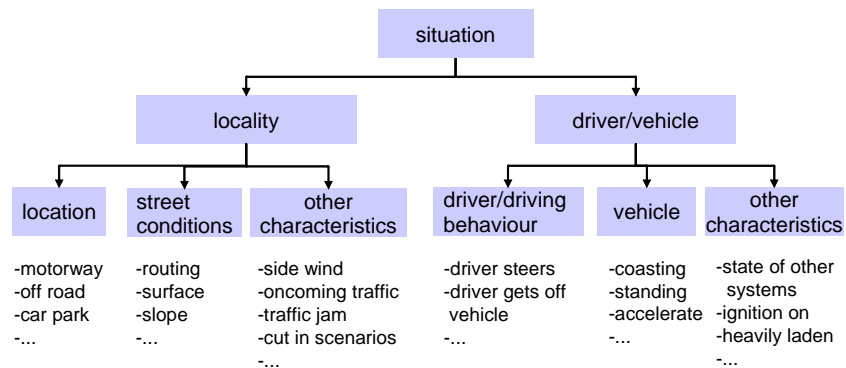 situation
locality
driver/vehicle
location
street
conditions
other
characteristics
driver/driving
behaviour
vehicle
other
characteristics
-motorway
-off road
-car park
-...
-routing
-surface
-slope
-...
-side wind
-oncoming traffic
-traffic jam
-cut in scenarios
-...
-driver steers
-driver gets off
vehicle
-...
-coasting
-standing
-accelerate
-...
-state of other
systems
-ignition on
-heavily laden
-...